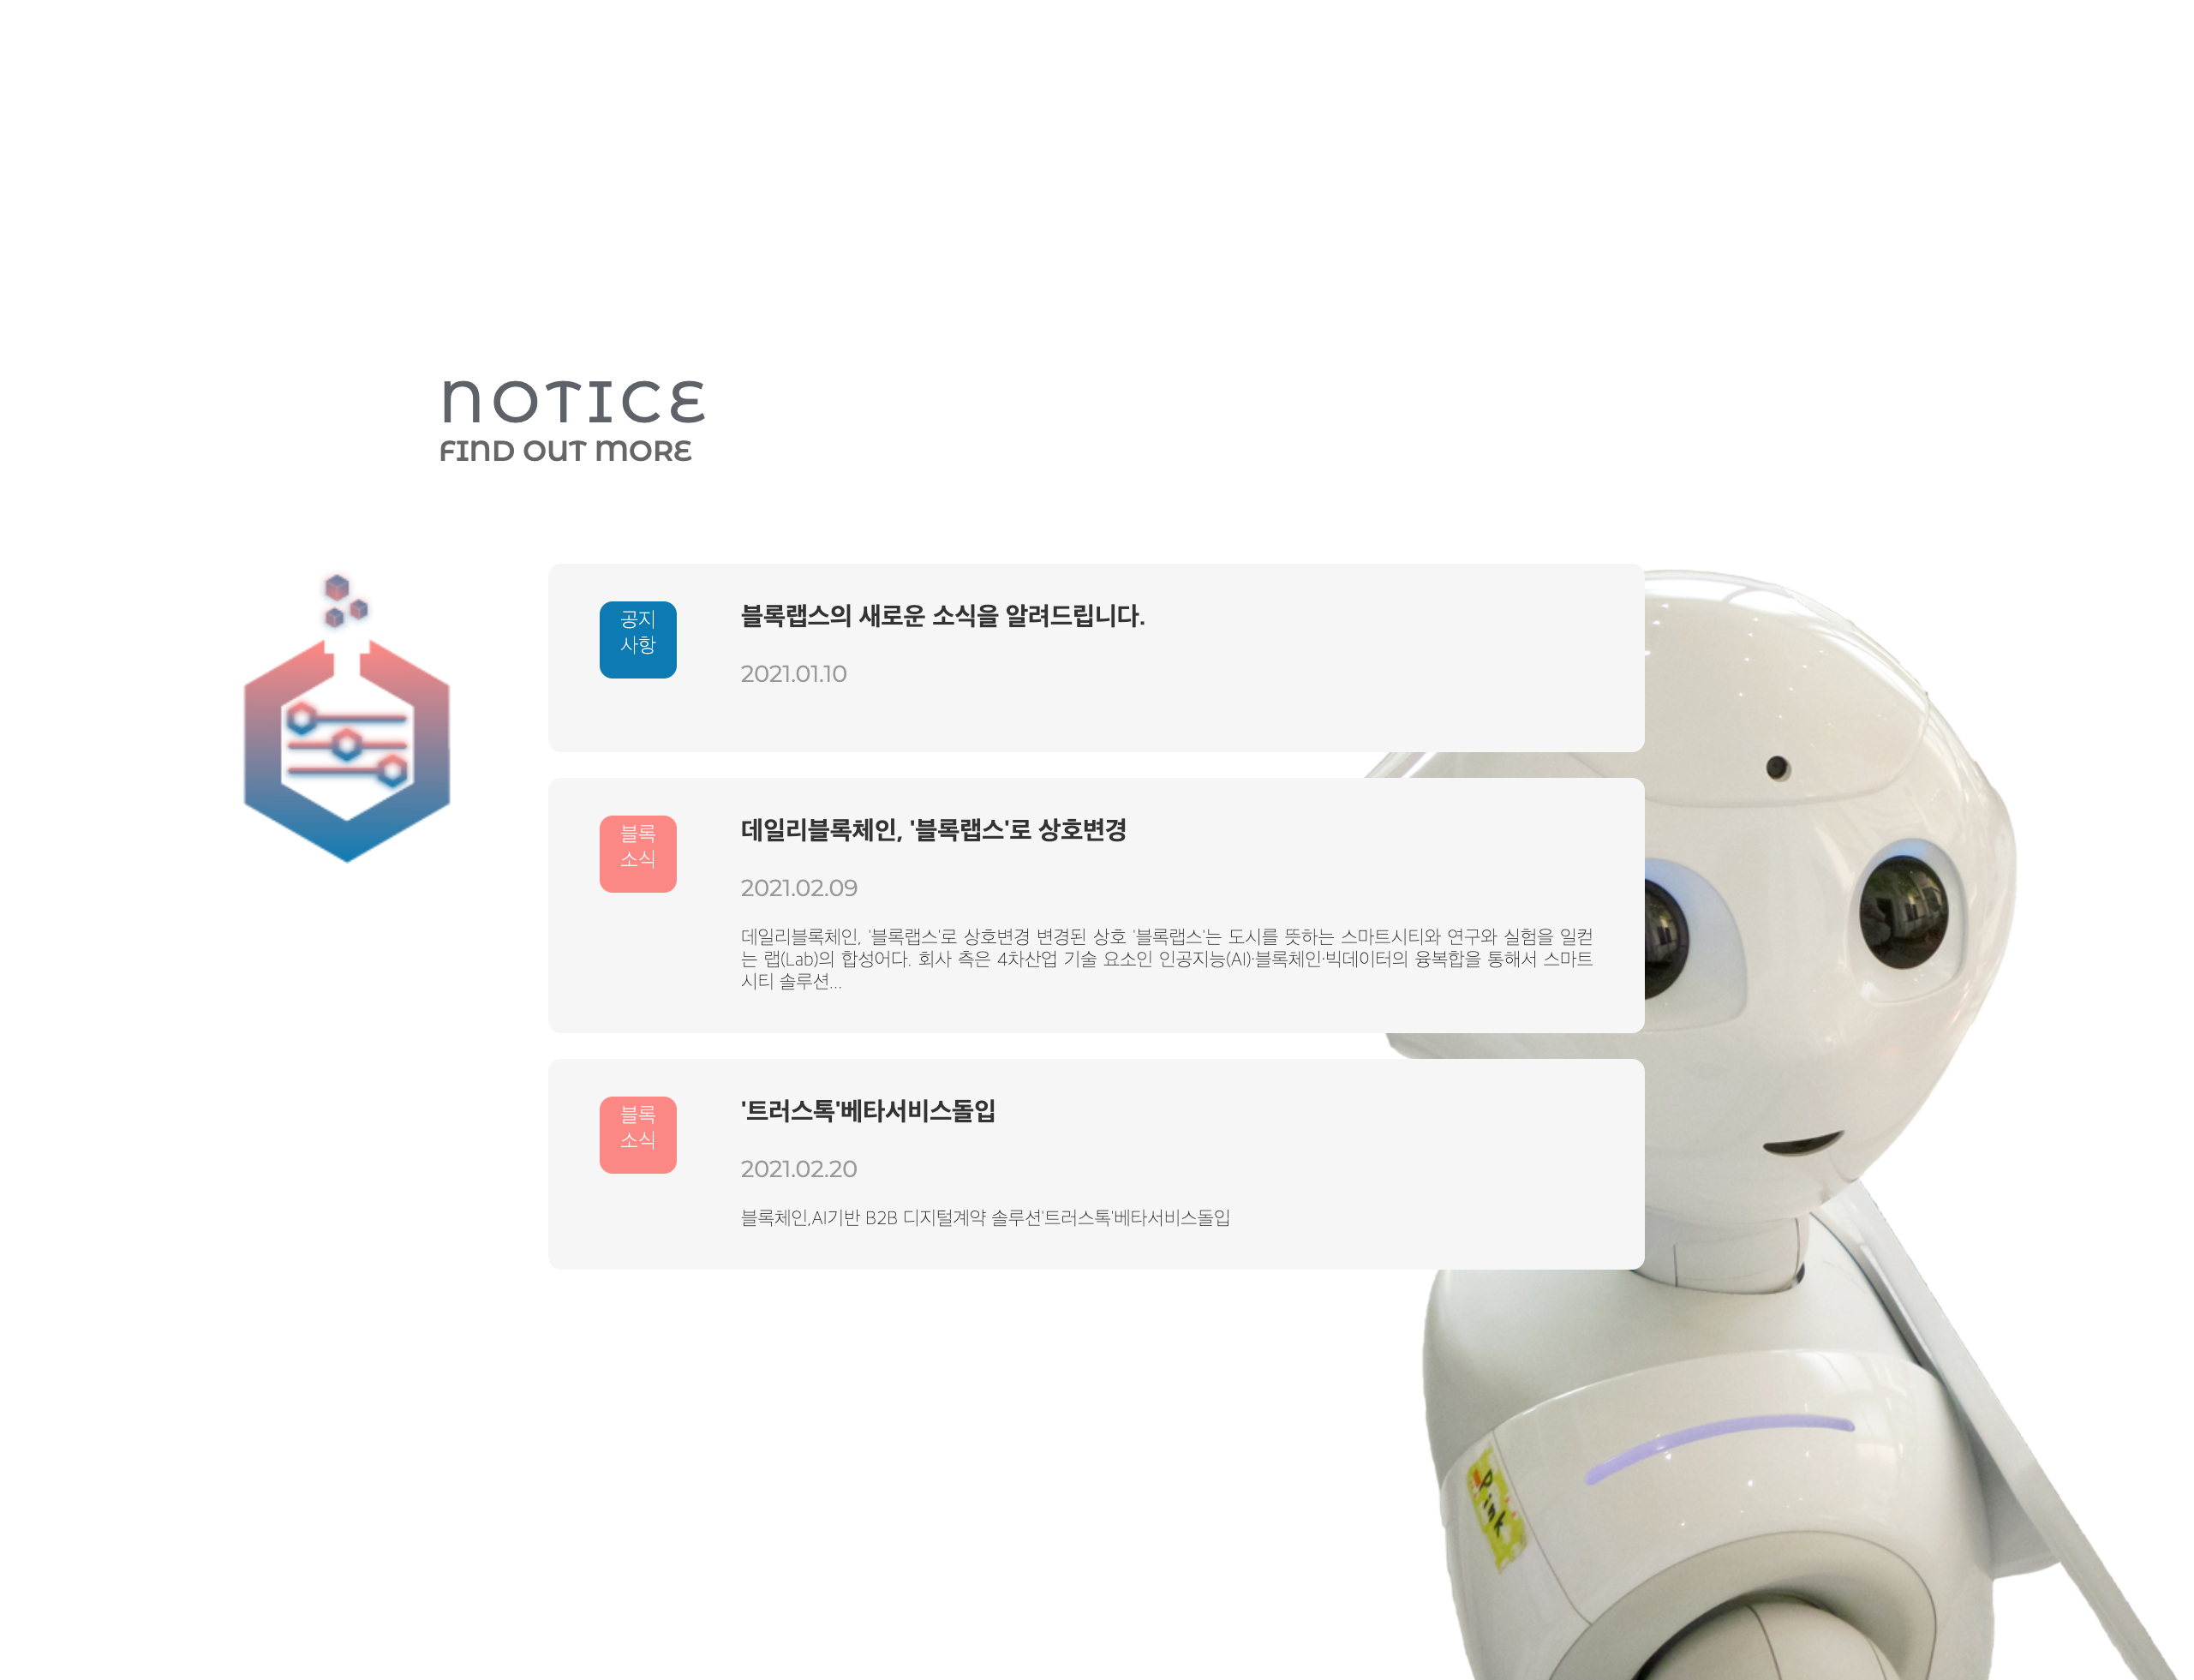 NOTICE
FIND OUT MORE
공지
사항
블록랩스의 새로운 소식을 알려드립니다.
2021.01.10
블록
소식
데일리블록체인, '블록랩스'로 상호변경
2021.02.09
데일리블록체인, '블록랩스'로 상호변경 변경된 상호 '블록랩스'는 도시를 뜻하는 스마트시티와 연구와 실험을 일컫
는 랩(Lab)의 합성어다. 회사 측은 4차산업 기술 요소인 인공지능(AI)·블록체인·빅데이터의 융복합을 통해서 스마트
시티 솔루션...
블록
소식
'트러스톡'베타서비스돌입
2021.02.20
블록체인,AI기반 B2B 디지털계약 솔루션'트러스톡'베타서비스돌입
Pink